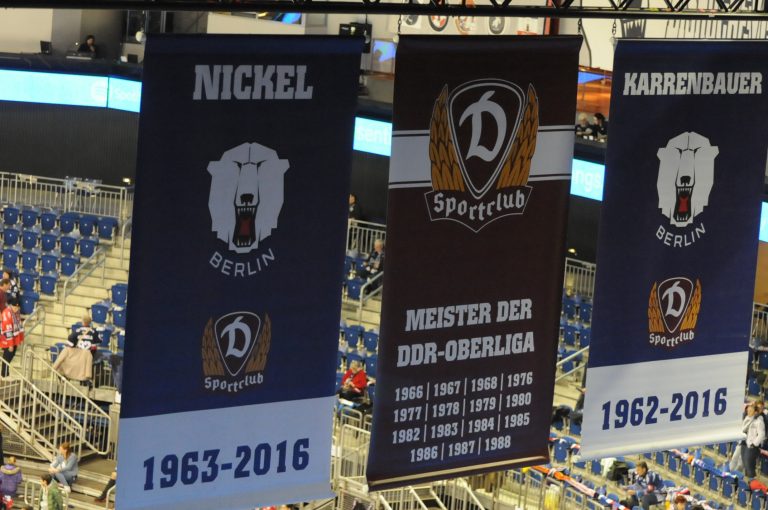 NICKEL
BERLIN
D
Sportclub
1963-2016
D
Sportclub
MEISTER DER
DDR-OBERLIGA
1966 | 1967 | 1968 | 1976
1977 | 1978 | 1979 | 1980
1982 | 1983 | 1984 | 1985
1986 | 1987 | 1988
KARRENBAUER
BERLIN
D
Sportclub
1962-2016